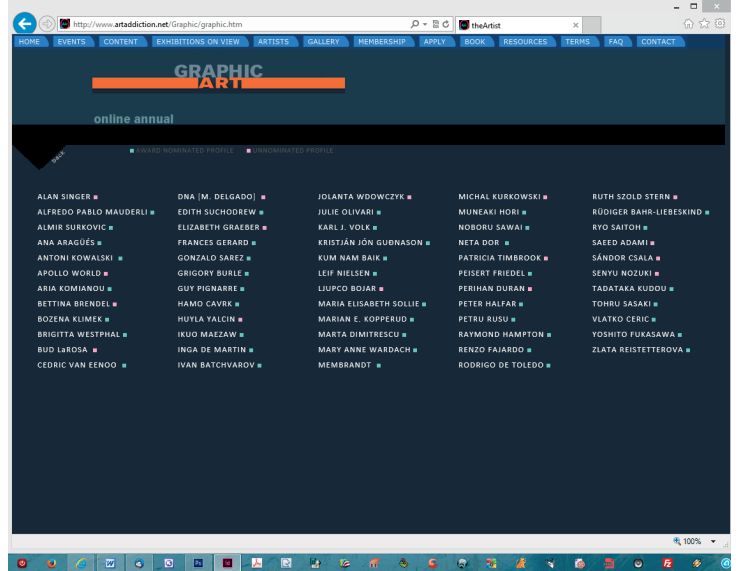 http://www.artaddiction.net/Graphic/graphic.htm
theArtist
HOME EVENTS CONTENT EXHIBITIONS ON VIEW ARTISTS GALLERY MEMBERSHIP APPLY BOOK RESOURCES TERMS FAQ CONTACT
GRAPHIC
ART
online annual
back
AWARD NOMINATED PROFILE UNNOMINATED PROFILE
ALAN SINGER DNA [M. DELGADO] JOLANTA WDOWCZYK MICHAL KURKOWSKI RUTH SZOLD STERN
ALFREDO PABLO MAUDERLI EDITH SUCHODREW JULIE OLIVARI MUNEAKI HORI RÜDIGER BAHR-LIEBESKIND
ALMIR SURKOVIC ELIZABETH GRAEBER KARL J. VOLK NOBORU SAWAI RYO SAITOH
ANA ARAGÜÉS FRANCES GERARD KRISTJÁN JÓN GUÐNASON NETA DOR SAEED ADAMI
ANTONI KOWALSKI GONZALO SAREZ KUM NAM BAIK PATRICIA TIMBROOK SÁNDOR CSALA
APOLLO WORLD GRIGORY BURLE LEIF NIELSEN PEISERT FRIEDEL SENYU NOZUKI
ARIA KOMIANOU GUY PIGNARRE LJUPCO BOJAR PERIHAN DURAN TADATAKA KUDOU
BETTINA BRENDEL HAMO CAVRK MARIA ELISABETH SOLLIE PETER HALFAR TOHRU SASAKI
BOZENA KLIMEK HUYLA YALCIN MARIAN E. KOPPERUD PETRU RUSU VLATKO CERIC
BRIGITTA WESTPHAL IKUO MAEZAW MARTA DIMITRESCU RAYMOND HAMPTON YOSHITO FUKASAWA
BUD LaROSA INGA DE MARTIN MARY ANNE WARDACH RENZO FAJARDO ZLATA REISTETTEROVA
CEDRIC VAN EENOO IVAN BATCHVAROV MEMBRANDT RODRIGO DE TOLEDO
100%